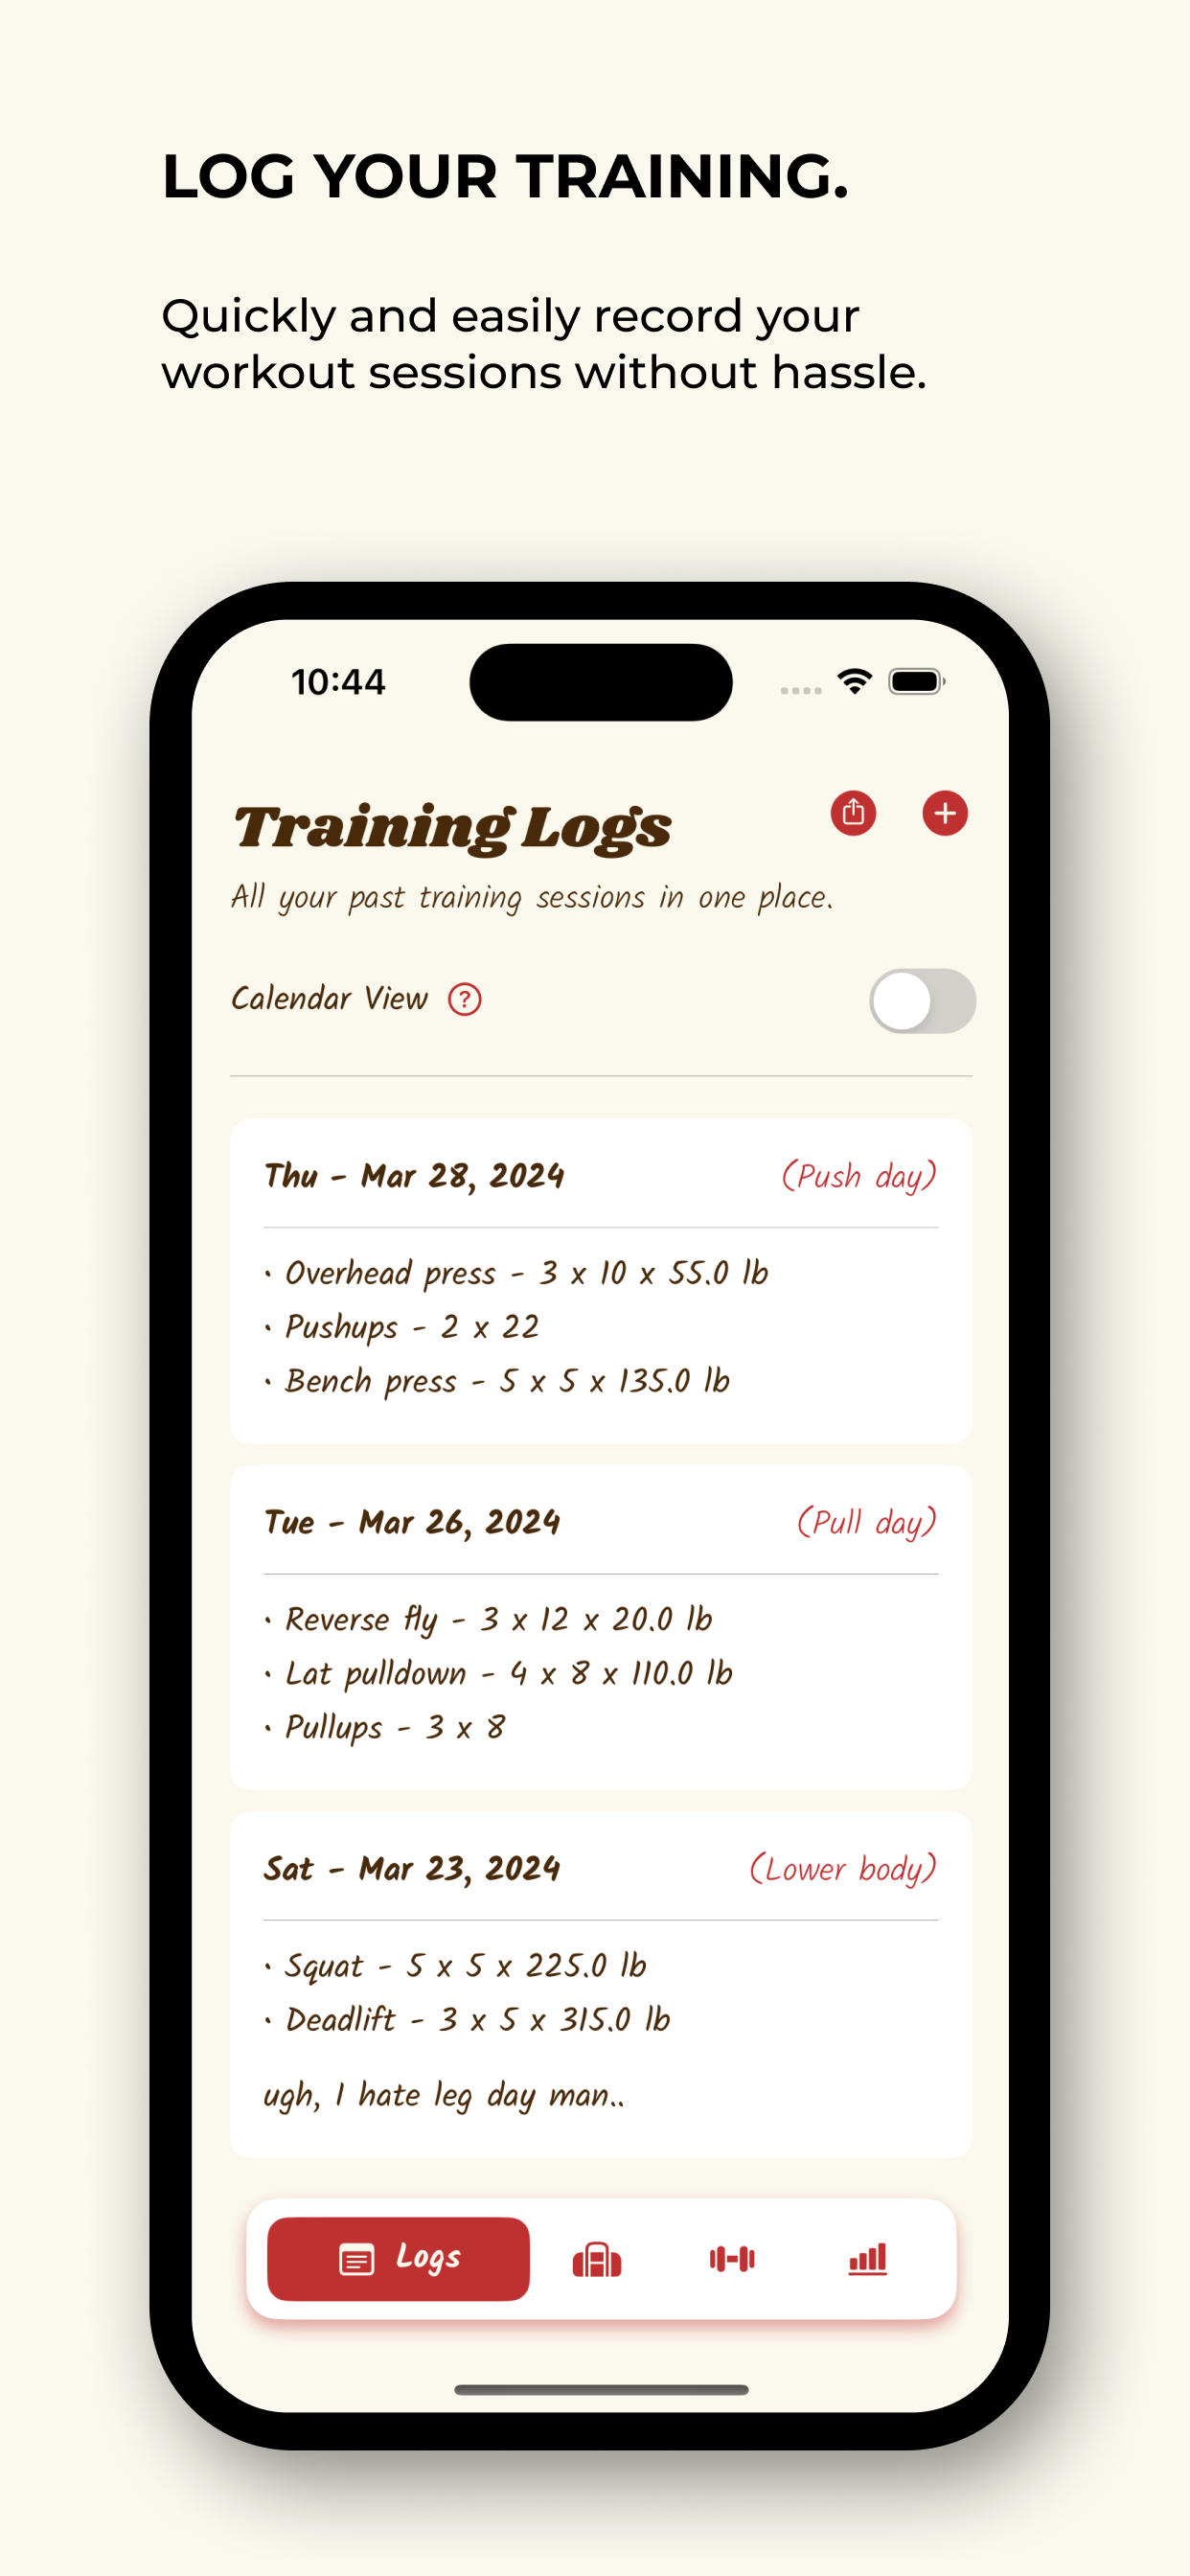 LOG YOUR TRAINING.
Quickly and easily record your
workout sessions without hassle.
10:44
Training Logs
All your past training sessions in one place.
Calendar View ?
Thu - Mar 28, 2024 (Push day)
• Overhead press - 3 x 10 x 55.0 lb
• Pushups - 2 x 22
• Bench press - 5 x 5 x 135.0 lb
Tue - Mar 26, 2024 (Pull day)
• Reverse fly - 3 x 12 x 20.0 lb
• Lat pulldown - 4 x 8 x 110.0 lb
• Pullups - 3 x 8
Sat - Mar 23, 2024 (Lower body)
• Squat - 5 x 5 x 225.0 lb
• Deadlift - 3 x 5 x 315.0 lb
ugh, I hate leg day man..
Logs